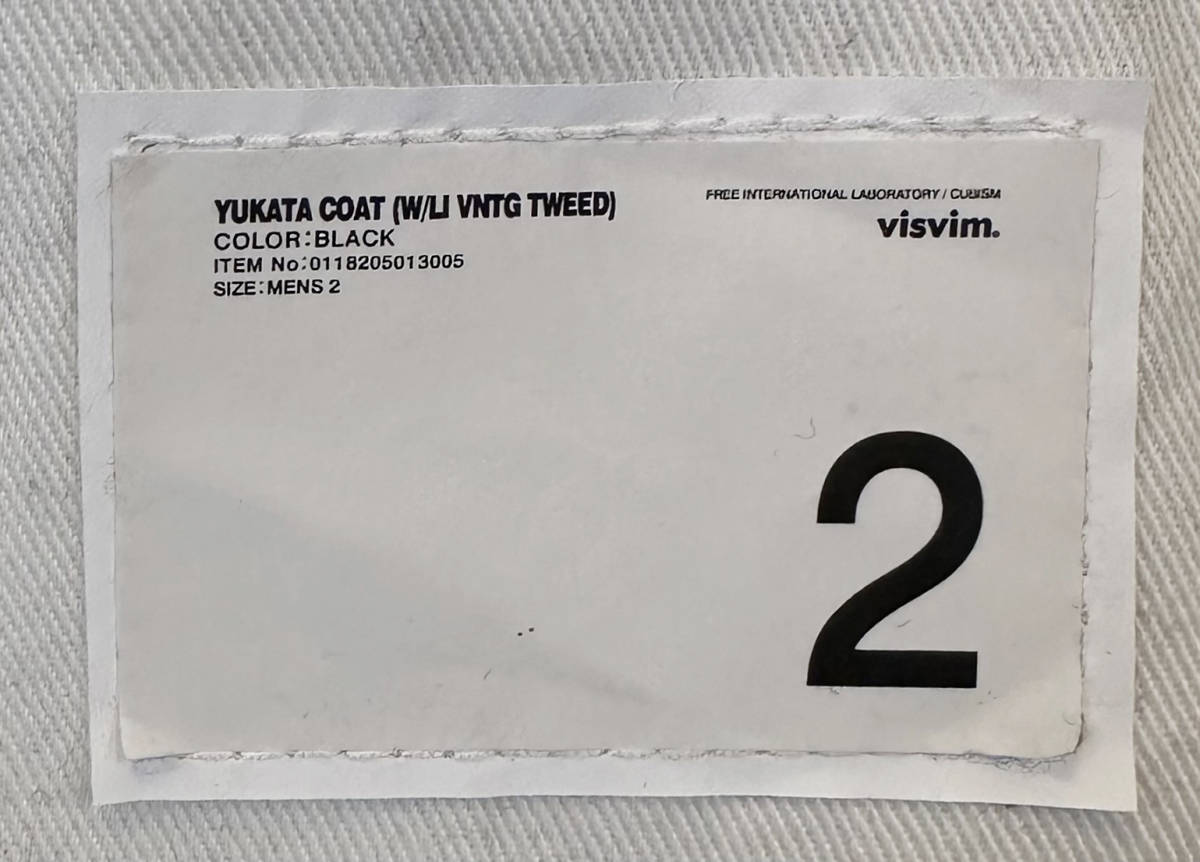 YUKATA COAT (W/LI VNTG TWEED)
COLOR:BLACK
ITEM No:0118205013005
SIZE:MENS 2
FREE INTERNATIONAL LABORATORY / CUBISM
visvim.
2